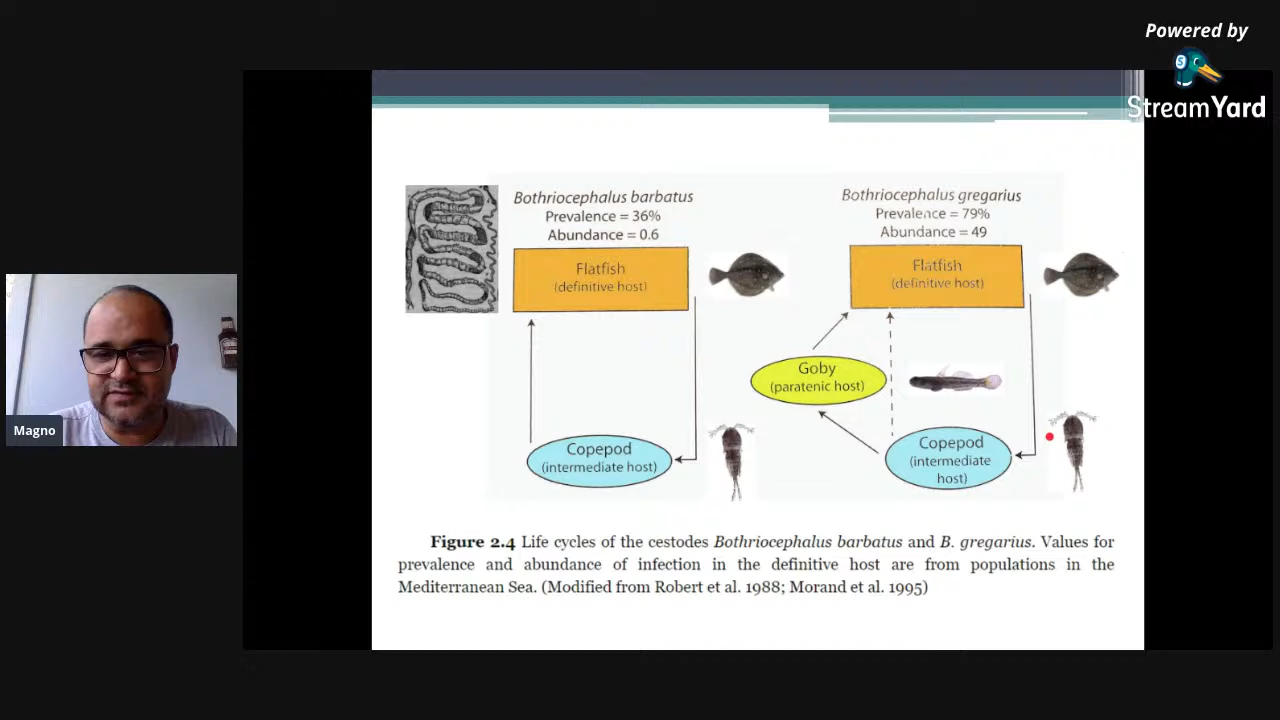 Powered by
StreamYard
Bothriocephalus barbatus
Prevalence = 36%
Abundance = 0.6
Flatfish
(definitive host)
Copepod
(intermediate host)
Bothriocephalus gregarius
Prevalence = 79%
Abundance = 49
Flatfish
(definitive host)
Goby
(paratenic host)
Copepod
(intermediate
host)
Magno
Figure 2.4 Life cycles of the cestodes Bothriocephalus barbatus and B. gregarius. Values for
prevalence and abundance of infection in the definitive host are from populations in the
Mediterranean Sea. (Modified from Robert et al. 1988; Morand et al. 1995)